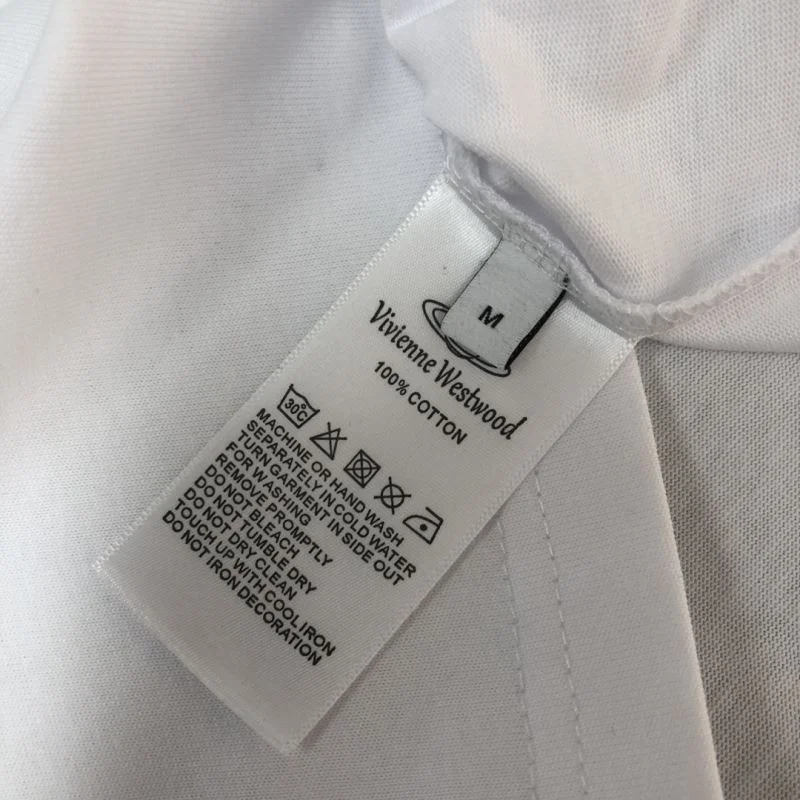 M
Vivienne Westwood
100% COTTON
30C
MACHINE OR HAND WASH
SEPARATELY IN COLD WATER
TURN GARMENT IN SIDE OUT
FOR WASHING
REMOVE PROMPTLY
DO NOT BLEACH
DO NOT TUMBLE DRY
DO NOT DRY CLEAN
TOUCH UP WITH COOL IRON
DO NOT IRON DECORATION